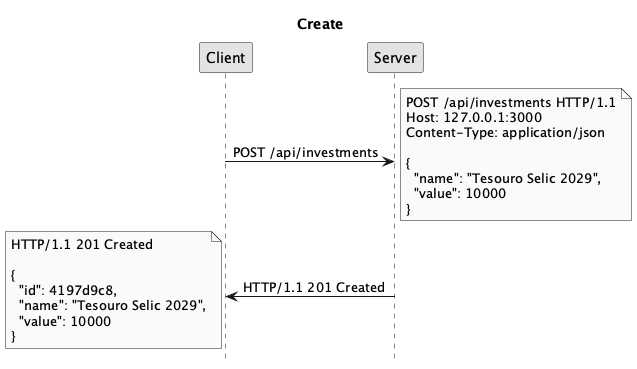 Create
Client
Server
POST /api/investments
POST /api/investments HTTP/1.1
Host: 127.0.0.1:3000
Content-Type: application/json
{
"name": "Tesouro Selic 2029",
"value": 10000
}
HTTP/1.1 201 Created
HTTP/1.1 201 Created
{
"id": 4197d9c8,
"name": "Tesouro Selic 2029",
"value": 10000
}